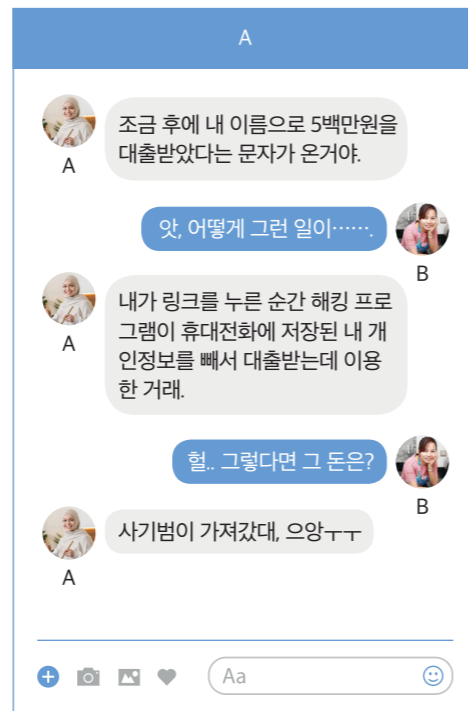 A
조금 후에 내 이름으로 5백만원을
대출받았다는 문자가 온거야.
A
앗, 어떻게 그런 일이…….
B
내가 링크를 누른 순간 해킹 프로
그램이 휴대전화에 저장된 내 개
인정보를 빼서 대출받는데 이용
한 거래.
A
헐.. 그렇다면 그 돈은?
B
사기범이 가져갔대, 으앙ㅜㅜ
A
Aa